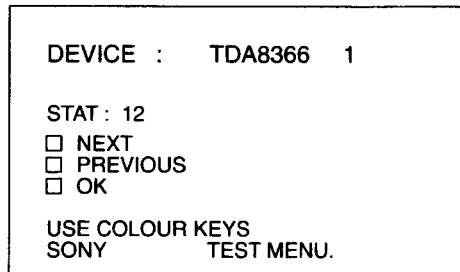 DEVICE : TDA8366 1
STAT : 12
☐ NEXT
☐ PREVIOUS
☐ OK
USE COLOUR KEYS
SONY TEST MENU.